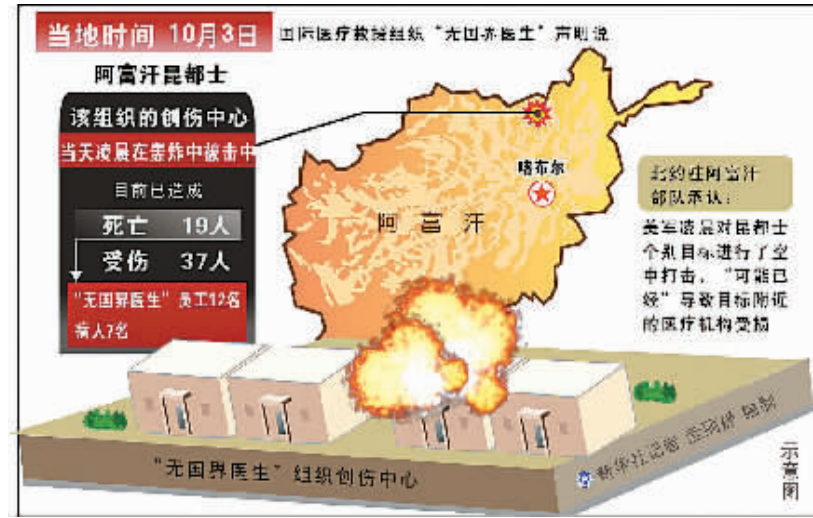 当地时间 10月3日
国际医疗救援组织“无国界医生”声明说
阿富汗昆都士
该组织的创伤中心
当天凌晨在轰炸中被击中
目前已造成
死亡 19人
受伤 37人
“无国界医生”员工12名
病人7名
喀布尔
阿富汗
北约驻阿富汗
部队承认：
美军凌晨对昆都士
个别目标进行了空
中打击，“可能已
经”导致目标附近
的医疗机构受损
“无国界医生”组织创伤中心
新华社记者 编制
示意图